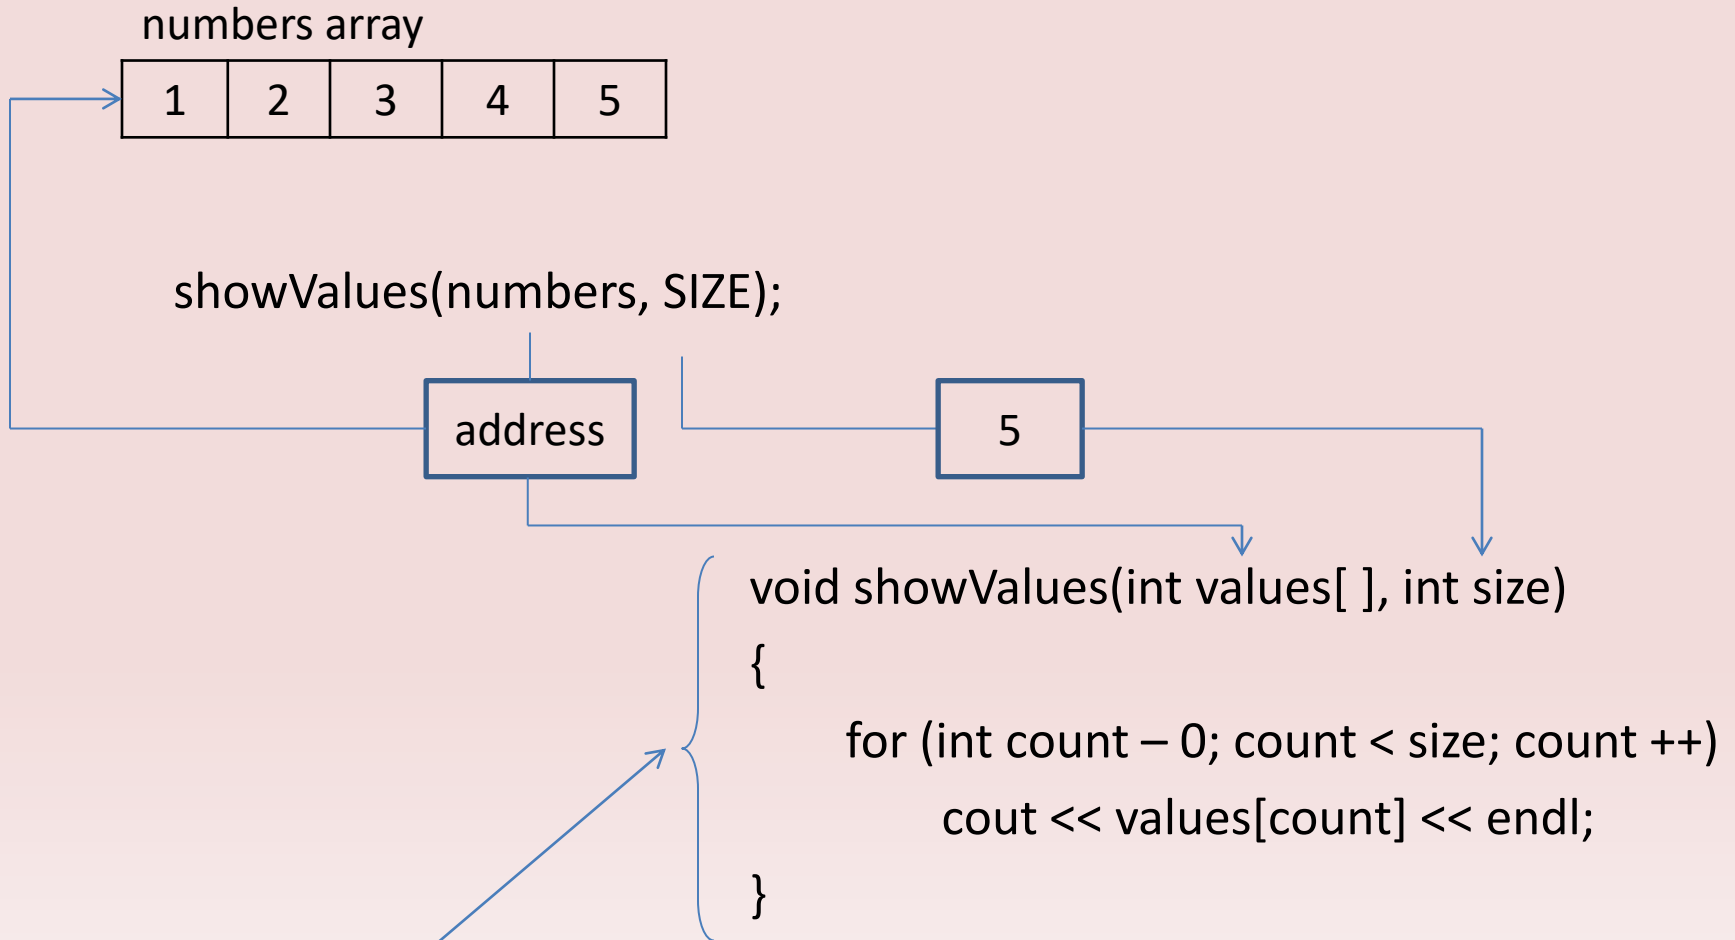 numbers array
1 2 3 4 5
showValues(numbers, SIZE);
address 5
void showValues(int values[ ], int size)
{
for (int count – 0; count < size; count ++)
cout << values[count] << endl;
}